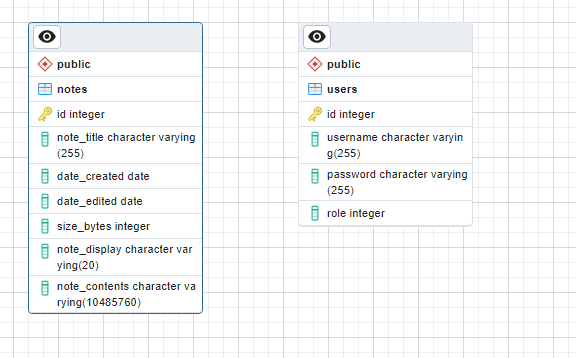 public
notes
id integer
note_title character varying
(255)
date_created date
date_edited date
size_bytes integer
note_display character var
ying(20)
note_contents character va
rying(10485760)
public
users
id integer
username character varyin
g(255)
password character varying
(255)
role integer